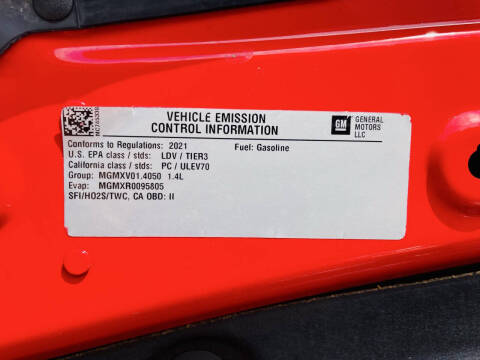 VEHICLE EMISSION
CONTROL INFORMATION
GM GENERAL
MOTORS
LLC
Conforms to Regulations: 2021 Fuel: Gasoline
U.S. EPA class / stds: LDV / TIER3
California class / stds: PC / ULEV70
Group: MGMXV01.4050 1.4L
Evap: MGMXR0095805
SFI/HO2S/TWC, CA OBD: II